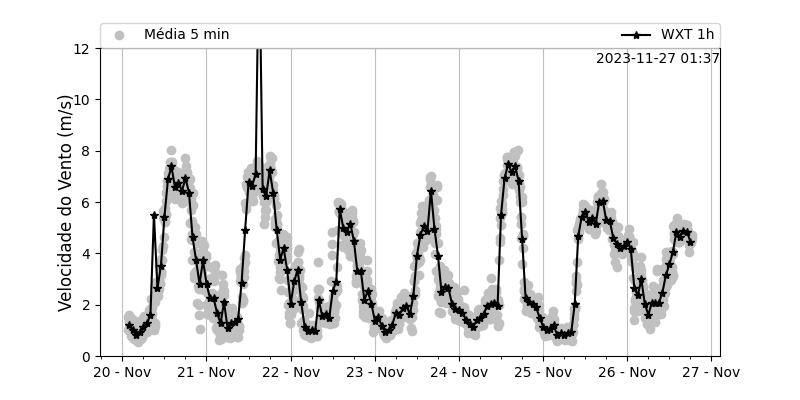 Média 5 min
WXT 1h
2023-11-27 01:37
Velocidade do Vento (m/s)
12
10
8
6
4
2
0
20 - Nov
21 - Nov
22 - Nov
23 - Nov
24 - Nov
25 - Nov
26 - Nov
27 - Nov